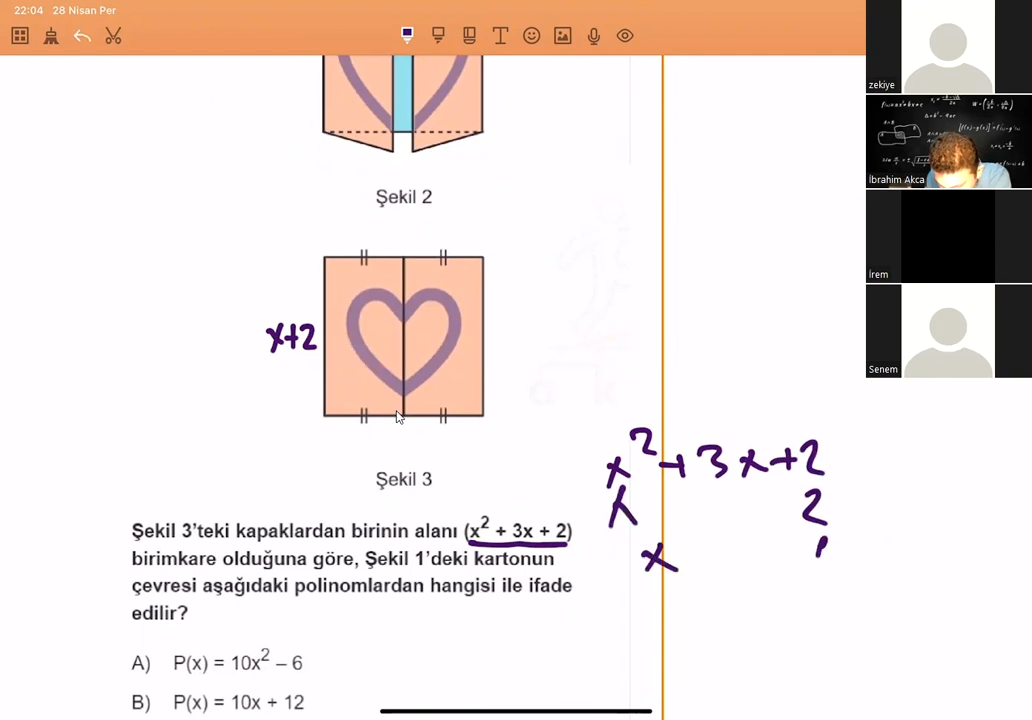 22:04 28 Nisan Per
zekiye
İbrahim Akca
İrem
Senem
Şekil 2
x+2
Şekil 3
x² + 3x + 2
x 2
x
Şekil 3'teki kapaklardan birinin alanı (x² + 3x + 2)
birimkare olduğuna göre, Şekil 1'deki kartonun
çevresi aşağıdaki polinomlardan hangisi ile ifade
edilir?
A) P(x) = 10x² – 6
B) P(x) = 10x + 12